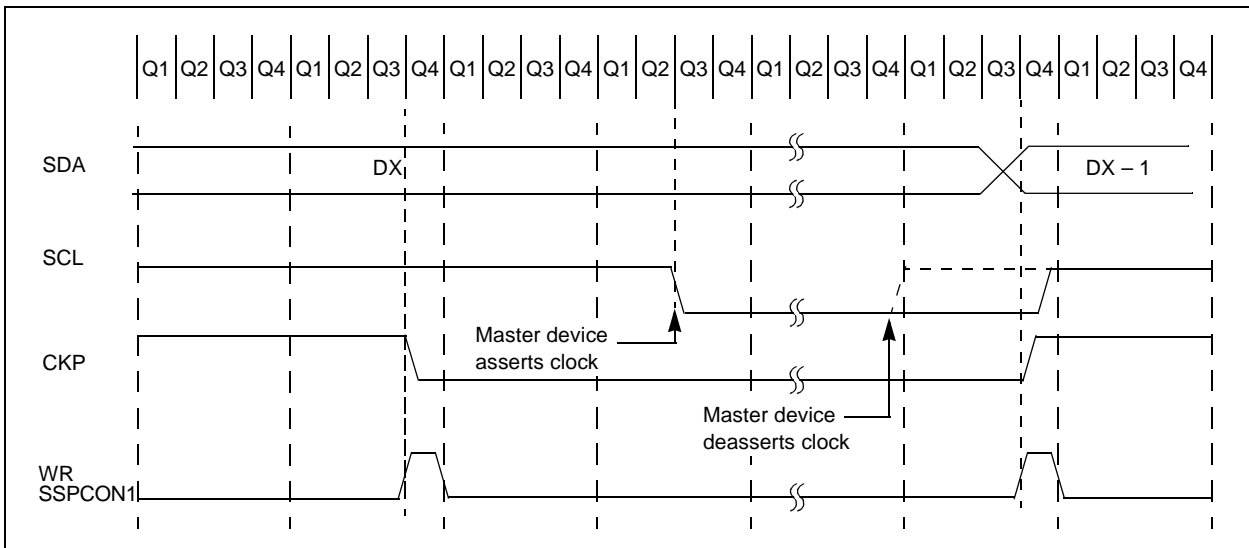 Q1 Q2 Q3 Q4 Q1 Q2 Q3 Q4 Q1 Q2 Q3 Q4 Q1 Q2 Q3 Q4 Q1 Q2 Q3 Q4 Q1 Q2 Q3 Q4 Q1 Q2 Q3 Q4
SDA
DX
DX – 1
SCL
Master device
asserts clock
CKP
Master device
deasserts clock
WR
SSPCON1